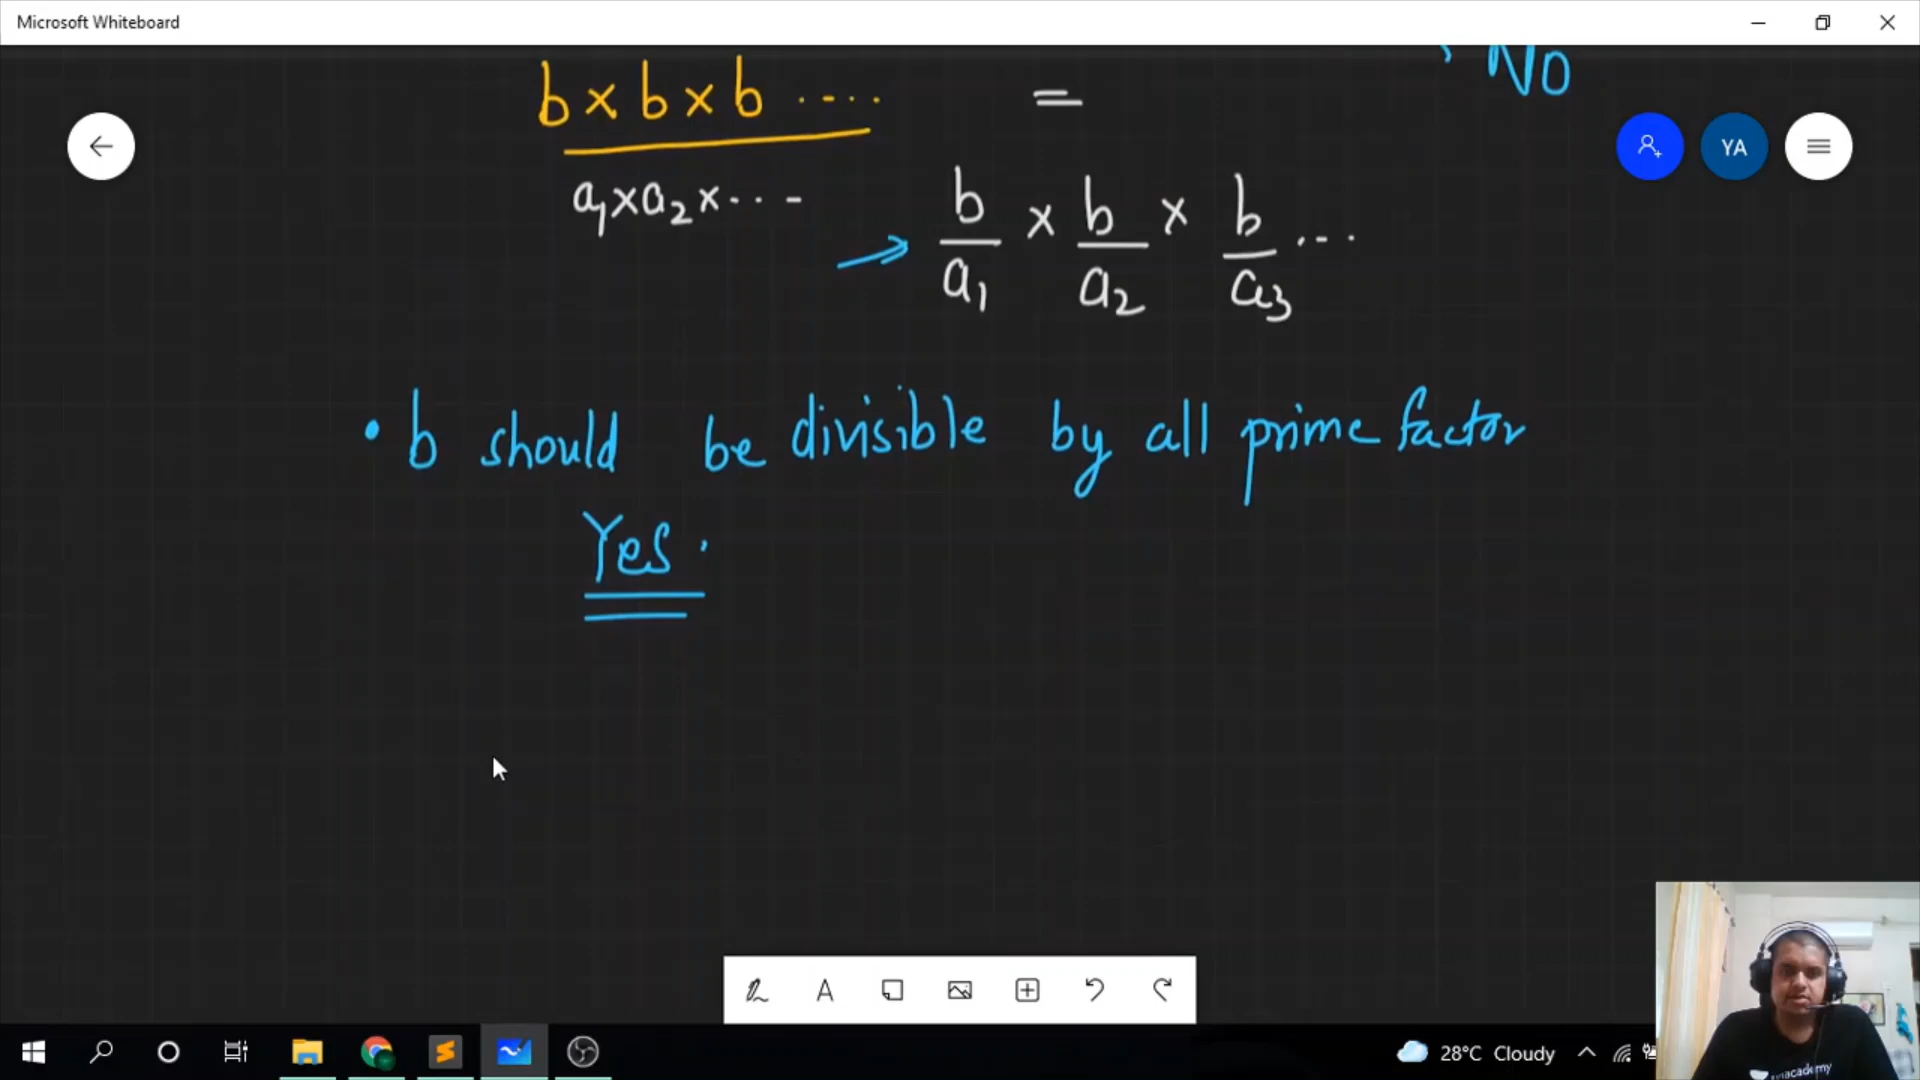 Microsoft Whiteboard
No
b × b × b ....
=
a1 × a2 × ...
YA
b × b × b ...
a1 a2 a3
• b should be divisible by all prime factor
Yes.
A
28°C Cloudy